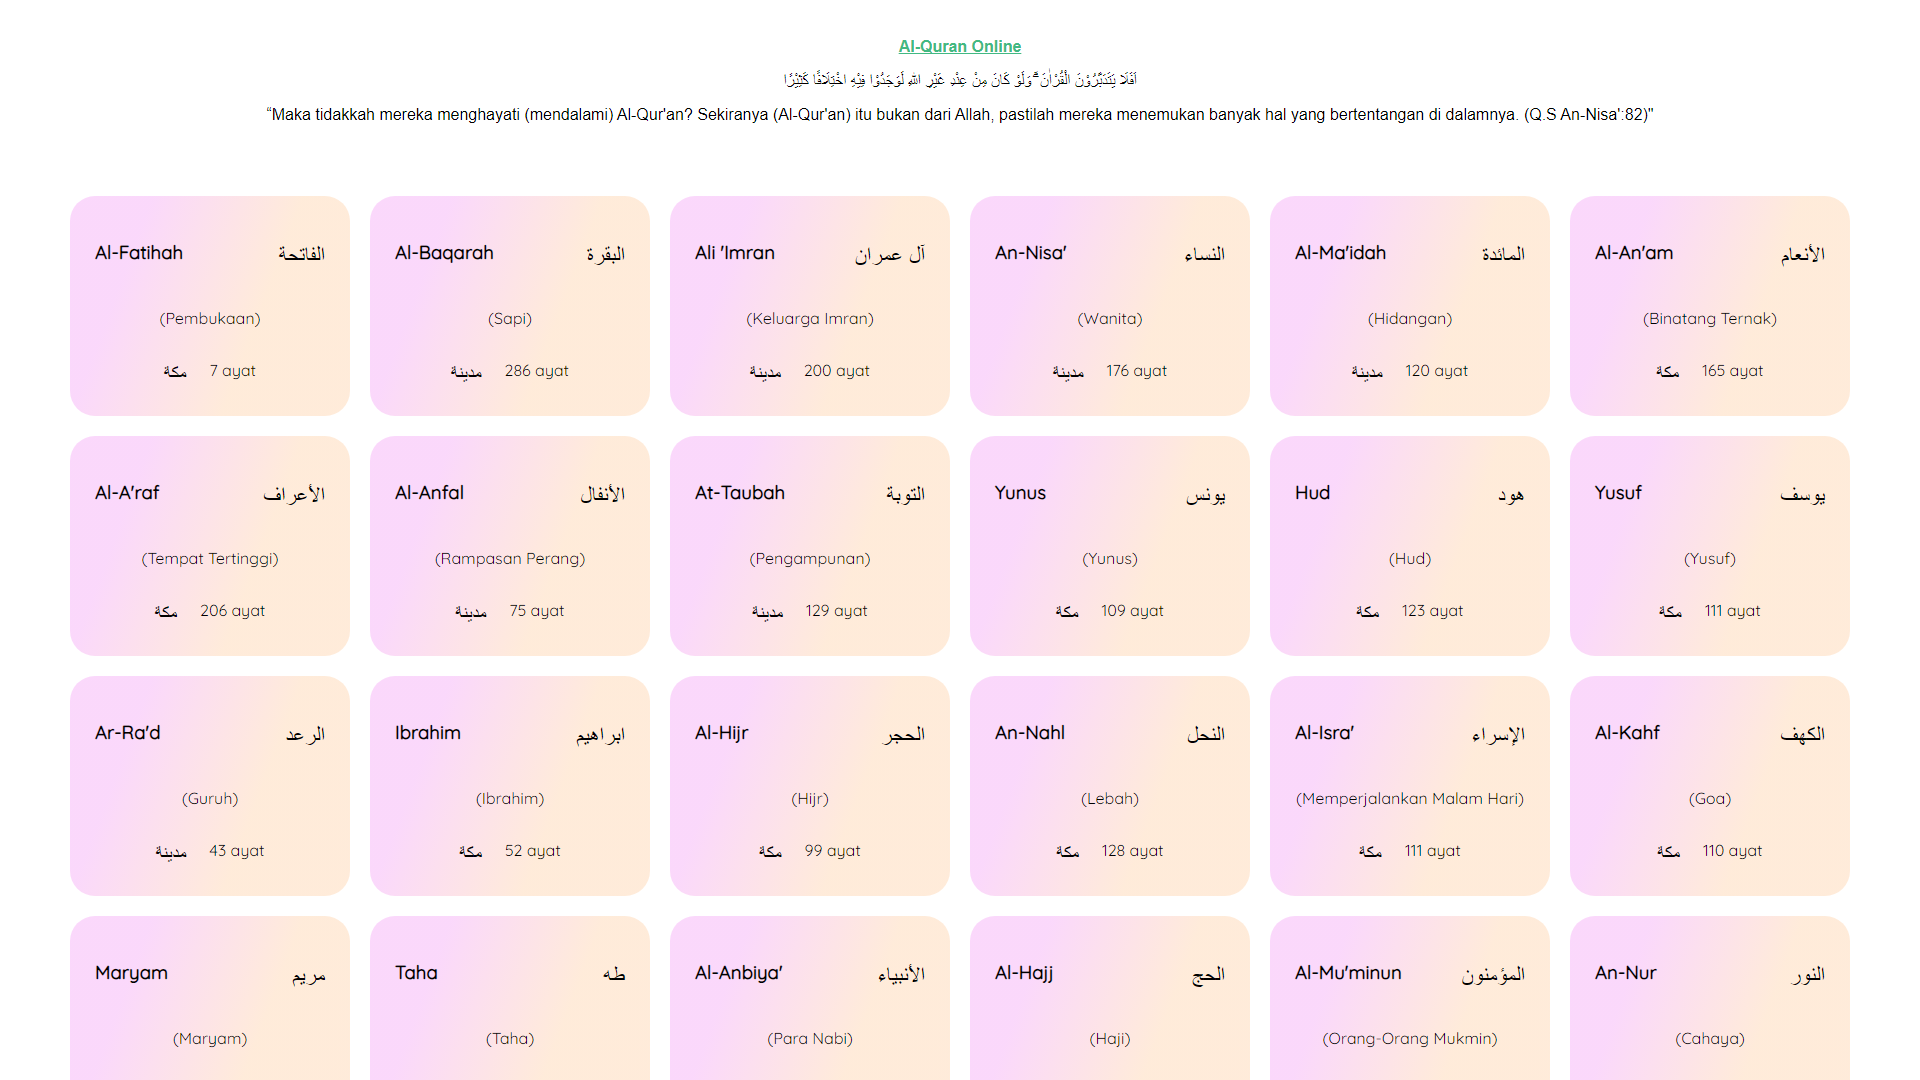 Al-Quran Online
اَفَلَا يَتَدَبَّرُوْنَ الْقُرْاٰنَ ۗ وَلَوْ كَانَ مِنْ عِنْدِ غَيْرِ اللّٰهِ لَوَجَدُوْا فِيْهِ اخْتِلَافًا كَثِيْرًا
“Maka tidakkah mereka menghayati (mendalami) Al-Qur'an? Sekiranya (Al-Qur'an) itu bukan dari Allah, pastilah mereka menemukan banyak hal yang bertentangan di dalamnya. (Q.S An-Nisa':82)"
Al-Fatihah الفاتحة
(Pembukaan)
مكة 7 ayat
Al-Baqarah البقرة
(Sapi)
مدينة 286 ayat
Ali 'Imran آل عمران
(Keluarga Imran)
مدينة 200 ayat
An-Nisa' النساء
(Wanita)
مدينة 176 ayat
Al-Ma'idah المائدة
(Hidangan)
مدينة 120 ayat
Al-An'am الأنعام
(Binatang Ternak)
مكة 165 ayat
Al-A'raf الأعراف
(Tempat Tertinggi)
مكة 206 ayat
Al-Anfal الأنفال
(Rampasan Perang)
مدينة 75 ayat
At-Taubah التوبة
(Pengampunan)
مدينة 129 ayat
Yunus يونس
(Yunus)
مكة 109 ayat
Hud هود
(Hud)
مكة 123 ayat
Yusuf يوسف
(Yusuf)
مكة 111 ayat
Ar-Ra'd الرعد
(Guruh)
مدينة 43 ayat
Ibrahim ابراهيم
(Ibrahim)
مكة 52 ayat
Al-Hijr الحجر
(Hijr)
مكة 99 ayat
An-Nahl النحل
(Lebah)
مكة 128 ayat
Al-Isra' الإسراء
(Memperjalankan Malam Hari)
مكة 111 ayat
Al-Kahf الكهف
(Goa)
مكة 110 ayat
Maryam مريم
(Maryam)
Taha طه
(Taha)
Al-Anbiya' الأنبياء
(Para Nabi)
Al-Hajj الحج
(Haji)
Al-Mu'minun المؤمنون
(Orang-Orang Mukmin)
An-Nur النور
(Cahaya)